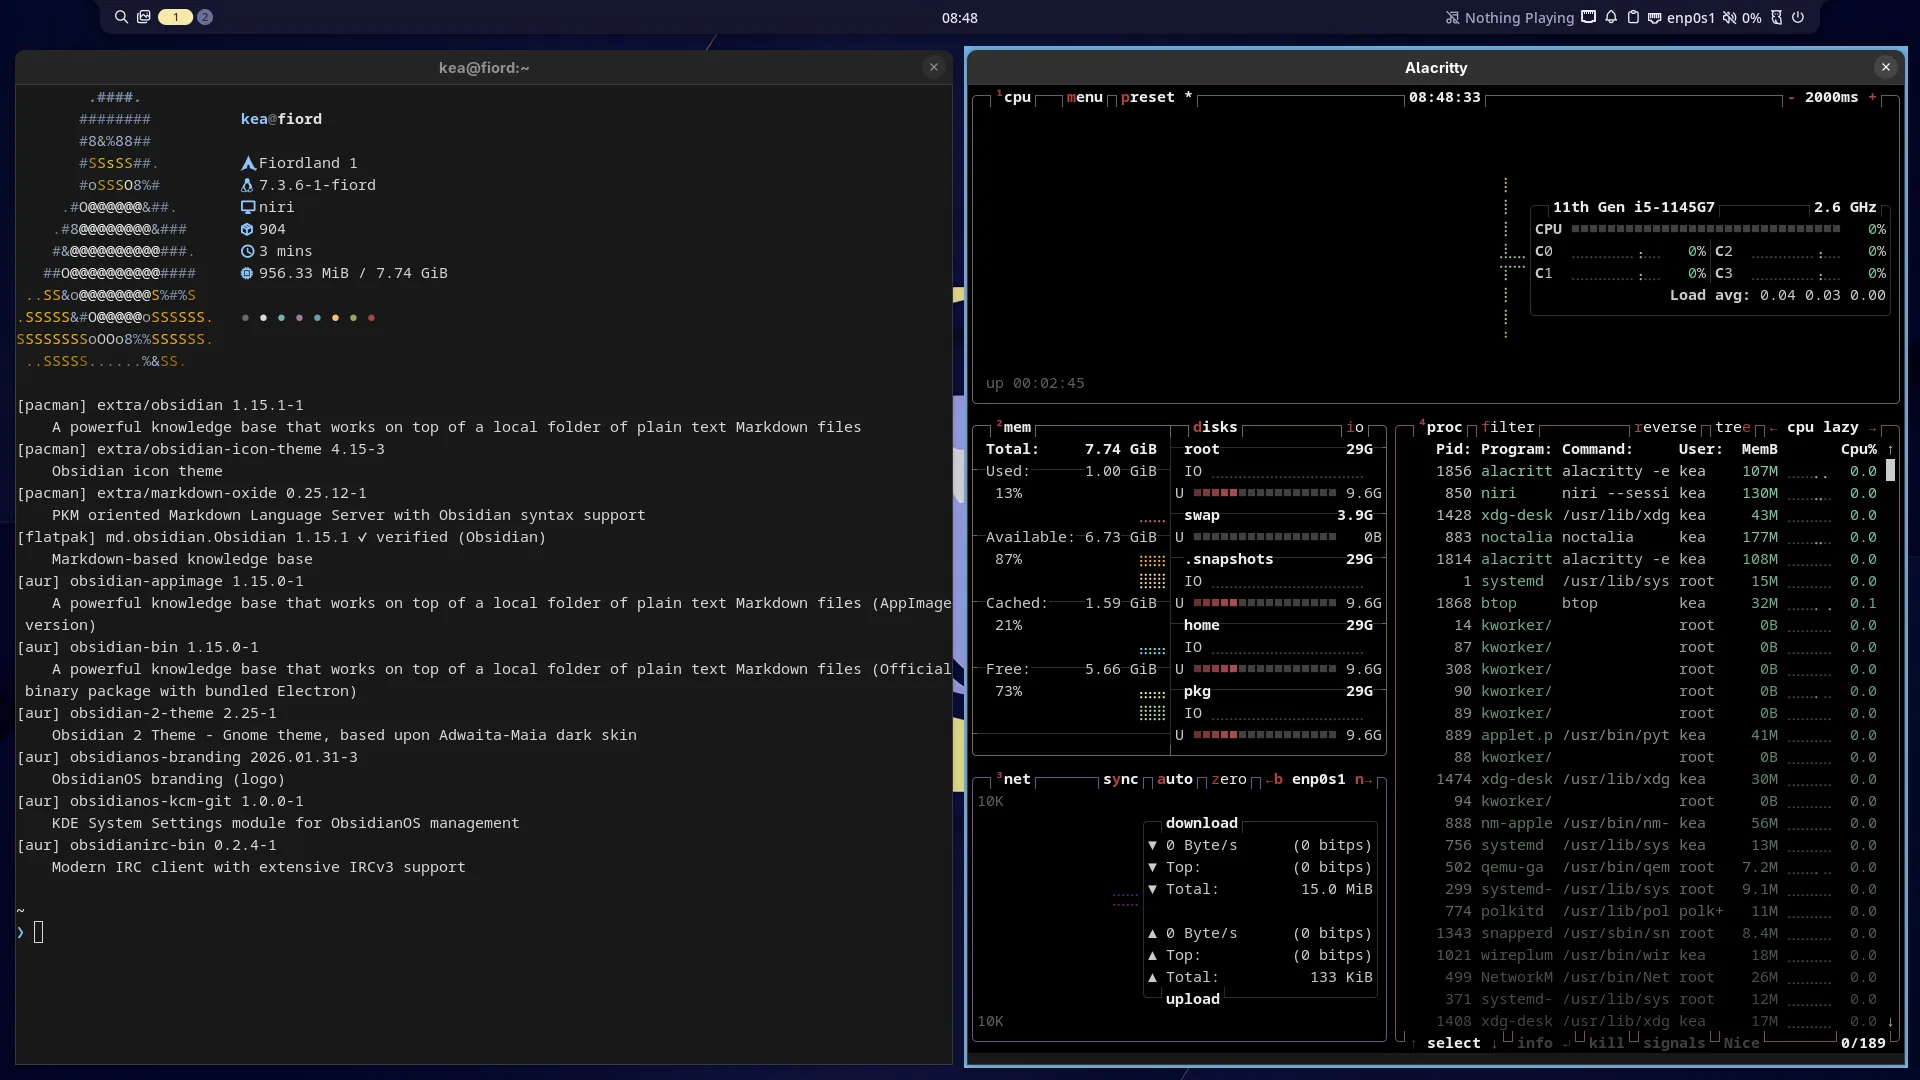 1 2
08:48
Nothing Playing enp0s1 0%
kea@fiord:~
.####.
######## kea@fiord
#8&%88##
#SSsSS##. Fiordland 1
#oSSSO8%# 7.3.6-1-fiord
.#O@@@@@@&##. niri
.#8@@@@@@@@&### 904
#&@@@@@@@@@@###. 3 mins
##O@@@@@@@@@@#### 956.33 MiB / 7.74 GiB
..SS&o@@@@@@@@S%#%S
.SSSSS&#O@@@@@oSSSSSS.
SSSSSSSSoOOo8%%SSSSSS.
..SSSSS......%&SS.
[pacman] extra/obsidian 1.15.1-1
A powerful knowledge base that works on top of a local folder of plain text Markdown files
[pacman] extra/obsidian-icon-theme 4.15-3
Obsidian icon theme
[pacman] extra/markdown-oxide 0.25.12-1
PKM oriented Markdown Language Server with Obsidian syntax support
[flatpak] md.obsidian.Obsidian 1.15.1 ✓ verified (Obsidian)
Markdown-based knowledge base
[aur] obsidian-appimage 1.15.0-1
A powerful knowledge base that works on top of a local folder of plain text Markdown files (AppImage
version)
[aur] obsidian-bin 1.15.0-1
A powerful knowledge base that works on top of a local folder of plain text Markdown files (Official
binary package with bundled Electron)
[aur] obsidian-2-theme 2.25-1
Obsidian 2 Theme - Gnome theme, based upon Adwaita-Maia dark skin
[aur] obsidianos-branding 2026.01.31-3
ObsidianOS branding (logo)
[aur] obsidianos-kcm-git 1.0.0-1
KDE System Settings module for ObsidianOS management
[aur] obsidianirc-bin 0.2.4-1
Modern IRC client with extensive IRCv3 support
~
❯
Alacritty
¹cpu menu preset * 08:48:33 - 2000ms +
11th Gen i5-1145G7 2.6 GHz
CPU 0%
C0 0% C2 0%
C1 0% C3 0%
Load avg: 0.04 0.03 0.00
up 00:02:45
²mem disks io
Total: 7.74 GiB root 29G
Used: 1.00 GiB IO
13% U 9.6G
swap 3.9G
Available: 6.73 GiB U 0B
87% .snapshots 29G
IO
Cached: 1.59 GiB U 9.6G
21% home 29G
IO
Free: 5.66 GiB U 9.6G
73% pkg 29G
IO
U 9.6G
³net sync auto zero ←b enp0s1 n→
10K
download
▼ 0 Byte/s (0 bitps)
▼ Top: (0 bitps)
▼ Total: 15.0 MiB
▲ 0 Byte/s (0 bitps)
▲ Top: (0 bitps)
▲ Total: 133 KiB
upload
10K
⁴proc filter reverse tree ← cpu lazy →
Pid: Program: Command: User: MemB Cpu% ↑
1856 alacritt alacritty -e kea 107M 0.0
850 niri niri --sessi kea 130M 0.0
1428 xdg-desk /usr/lib/xdg kea 43M 0.0
883 noctalia noctalia kea 177M 0.0
1814 alacritt alacritty -e kea 108M 0.0
1 systemd /usr/lib/sys root 15M 0.0
1868 btop btop kea 32M 0.1
14 kworker/ root 0B 0.0
87 kworker/ root 0B 0.0
308 kworker/ root 0B 0.0
90 kworker/ root 0B 0.0
89 kworker/ root 0B 0.0
889 applet.p /usr/bin/pyt kea 41M 0.0
88 kworker/ root 0B 0.0
1474 xdg-desk /usr/lib/xdg kea 30M 0.0
94 kworker/ root 0B 0.0
888 nm-apple /usr/bin/nm- kea 56M 0.0
756 systemd /usr/lib/sys kea 13M 0.0
502 qemu-ga /usr/bin/qem root 7.2M 0.0
299 systemd- /usr/lib/sys root 9.1M 0.0
774 polkitd /usr/lib/pol polk+ 11M 0.0
1343 snapperd /usr/sbin/sn root 8.4M 0.0
1021 wireplum /usr/bin/wir kea 18M 0.0
499 NetworkM /usr/bin/Net root 26M 0.0
371 systemd- /usr/lib/sys root 12M 0.0
1408 xdg-desk /usr/lib/xdg kea 17M 0.0 ↓
↑ select ↓ info ↵ kill signals Nice 0/189